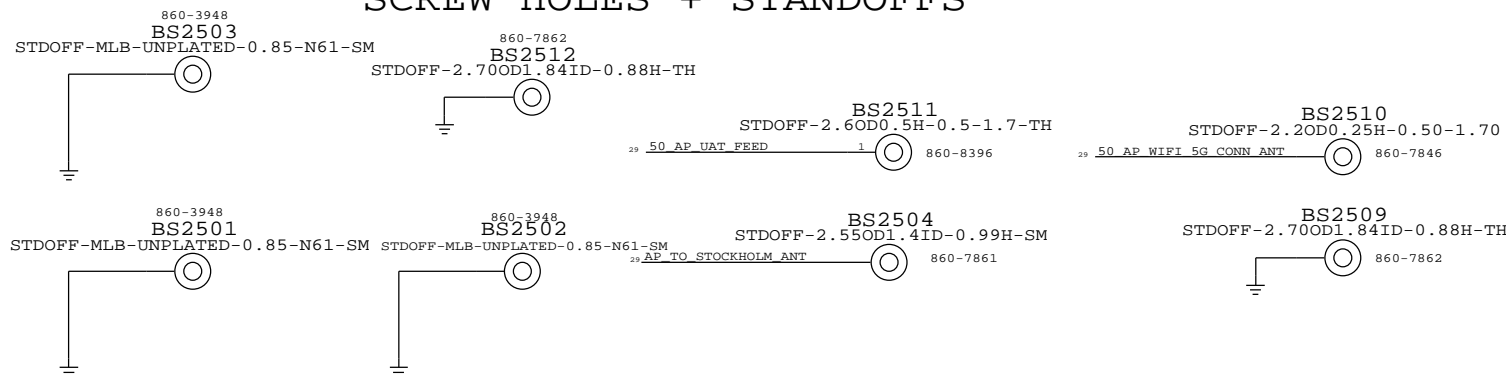 SCREW HOLES + STANDOFFS
860-3948
BS2503
STDOFF-MLB-UNPLATED-0.85-N61-SM
860-7862
BS2512
STDOFF-2.70OD1.84ID-0.88H-TH
BS2511
STDOFF-2.6OD0.5H-0.5-1.7-TH
29 50_AP_UAT_FEED 1
860-8396
BS2510
STDOFF-2.2OD0.25H-0.50-1.70
29 50_AP_WIFI_5G_CONN_ANT
860-7846
860-3948
BS2501
STDOFF-MLB-UNPLATED-0.85-N61-SM
860-3948
BS2502
STDOFF-MLB-UNPLATED-0.85-N61-SM
BS2504
STDOFF-2.55OD1.4ID-0.99H-SM
29 AP_TO_STOCKHOLM_ANT
860-7861
BS2509
STDOFF-2.70OD1.84ID-0.88H-TH
860-7862